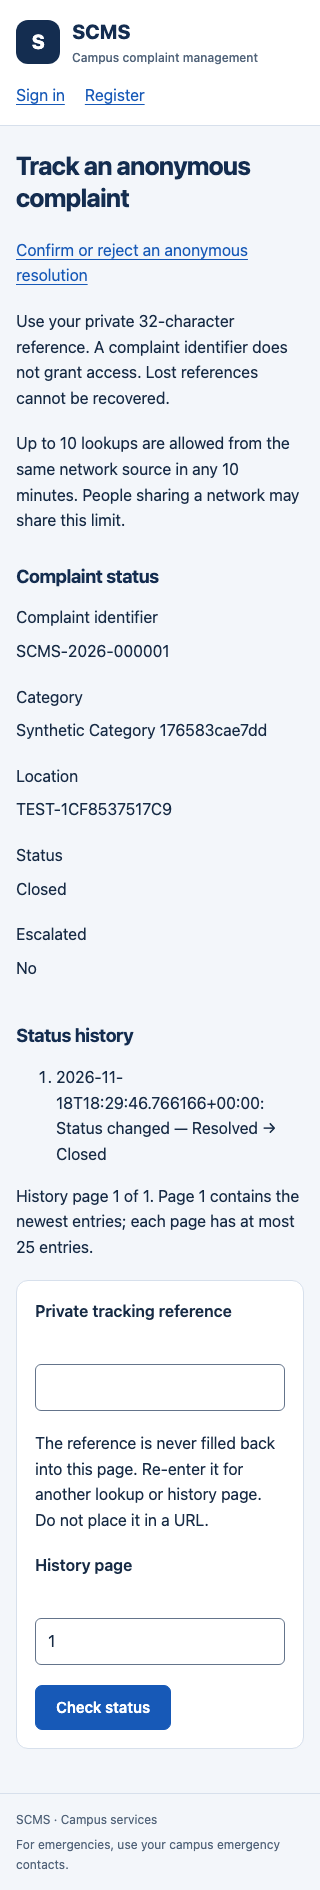 S
SCMS
Campus complaint management
Sign in Register
Track an anonymous
complaint
Confirm or reject an anonymous
resolution
Use your private 32-character
reference. A complaint identifier does
not grant access. Lost references
cannot be recovered.
Up to 10 lookups are allowed from the
same network source in any 10
minutes. People sharing a network may
share this limit.
Complaint status
Complaint identifier
SCMS-2026-000001
Category
Synthetic Category 176583cae7dd
Location
TEST-1CF8537517C9
Status
Closed
Escalated
No
Status history
1. 2026-11-
18T18:29:46.766166+00:00:
Status changed — Resolved →
Closed
History page 1 of 1. Page 1 contains the
newest entries; each page has at most
25 entries.
Private tracking reference
The reference is never filled back
into this page. Re-enter it for
another lookup or history page.
Do not place it in a URL.
History page
1
Check status
SCMS · Campus services
For emergencies, use your campus emergency
contacts.